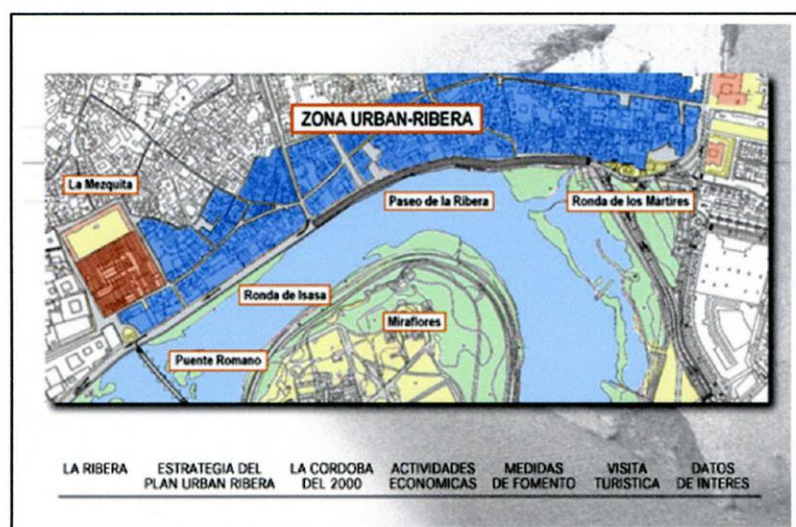 ZONA URBAN-RIBERA
La Mezquita
Paseo de la Ribera
Ronda de los Mártires
Ronda de Isasa
Miraflores
Puente Romano
LA RIBERA
ESTRATEGIA DEL
PLAN URBAN RIBERA
LA CORDOBA
DEL 2000
ACTIVIDADES
ECONOMICAS
MEDIDAS
DE FOMENTO
VISITA
TURISTICA
DATOS
DE INTERES